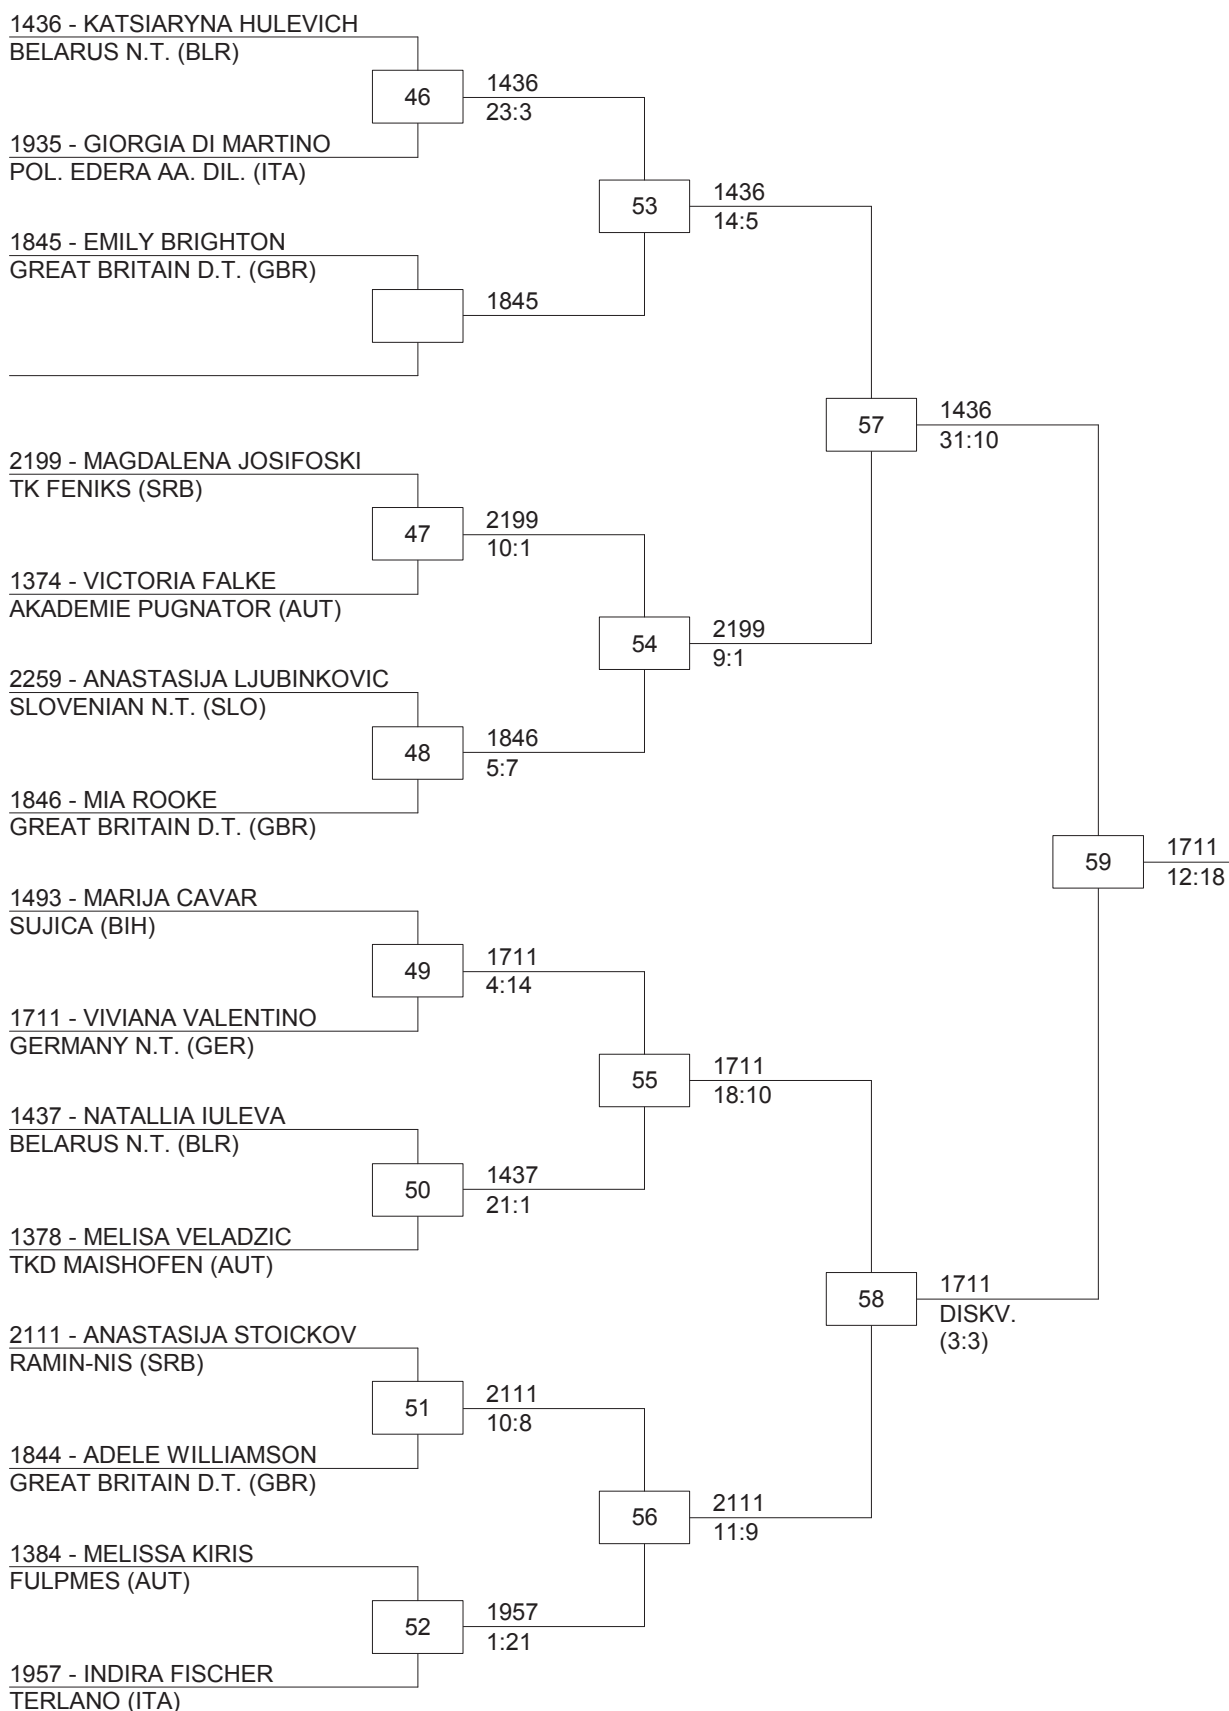 1436 - KATSIARYNA HULEVICH
BELARUS N.T. (BLR)
46
1436
23:3
1935 - GIORGIA DI MARTINO
POL. EDERA AA. DIL. (ITA)
53
1436
14:5
1845 - EMILY BRIGHTON
GREAT BRITAIN D.T. (GBR)
1845
57
1436
31:10
2199 - MAGDALENA JOSIFOSKI
TK FENIKS (SRB)
47
2199
10:1
1374 - VICTORIA FALKE
AKADEMIE PUGNATOR (AUT)
54
2199
9:1
2259 - ANASTASIJA LJUBINKOVIC
SLOVENIAN N.T. (SLO)
48
1846
5:7
1846 - MIA ROOKE
GREAT BRITAIN D.T. (GBR)
59
1711
12:18
1493 - MARIJA CAVAR
SUJICA (BIH)
49
1711
4:14
1711 - VIVIANA VALENTINO
GERMANY N.T. (GER)
55
1711
18:10
1437 - NATALLIA IULEVA
BELARUS N.T. (BLR)
50
1437
21:1
1378 - MELISA VELADZIC
TKD MAISHOFEN (AUT)
58
1711
DISKV.
(3:3)
2111 - ANASTASIJA STOICKOV
RAMIN-NIS (SRB)
51
2111
10:8
1844 - ADELE WILLIAMSON
GREAT BRITAIN D.T. (GBR)
56
2111
11:9
1384 - MELISSA KIRIS
FULPMES (AUT)
52
1957
1:21
1957 - INDIRA FISCHER
TERLANO (ITA)